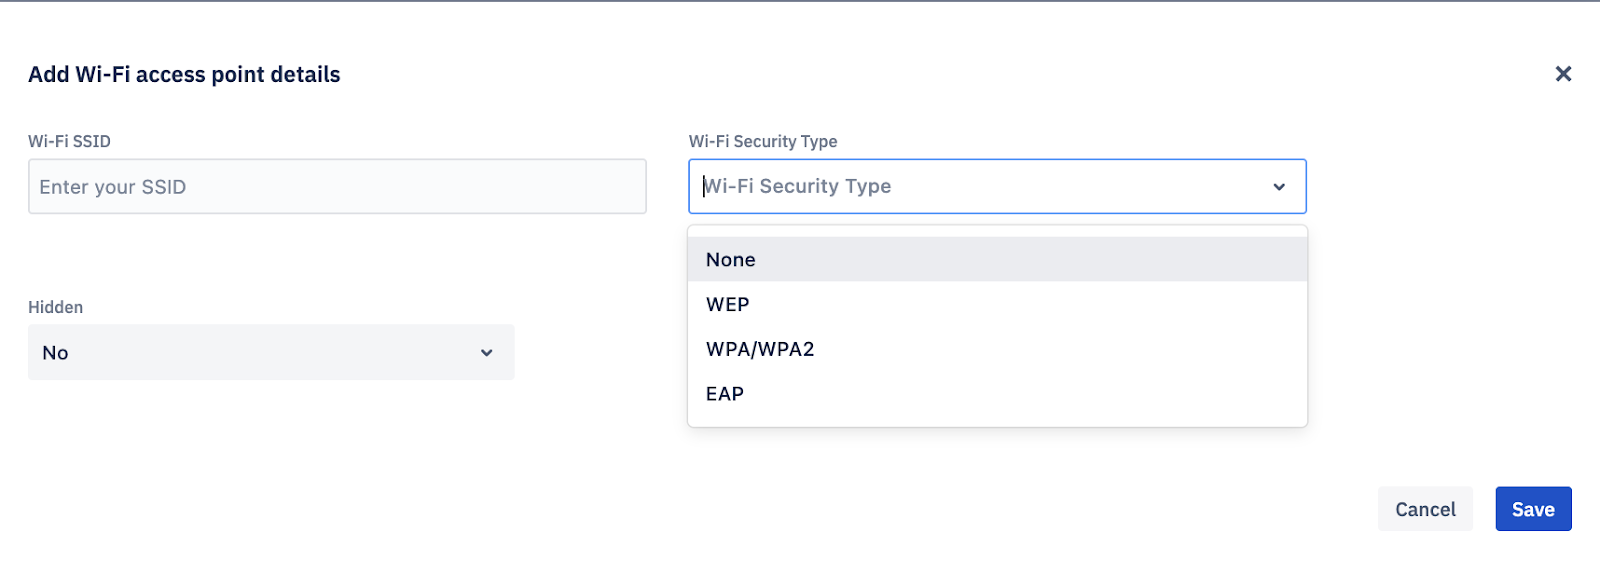 Add Wi-Fi access point details
Wi-Fi SSID
Enter your SSID
Wi-Fi Security Type
Wi-Fi Security Type
None
WEP
WPA/WPA2
EAP
Hidden
No
Cancel
Save